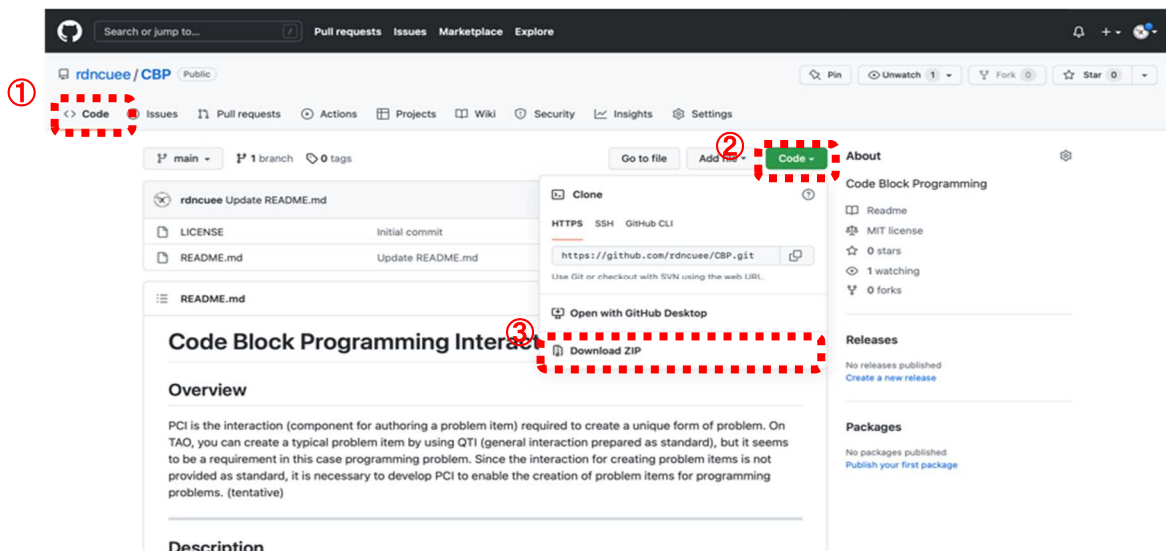 Search or jump to... / Pull requests Issues Marketplace Explore
rdncuee / CBP Public
Pin Unwatch 1 Fork 0 Star 0
①
<> Code Issues Pull requests Actions Projects Wiki Security Insights Settings
②
main 1 branch 0 tags Go to file Add file Code
About
Code Block Programming
Readme
MIT license
0 stars
1 watching
0 forks
rdncuee Update README.md
LICENSE Initial commit
README.md Update README.md
Clone
HTTPS SSH GitHub CLI
https://github.com/rdncuee/CBP.git
Use Git or checkout with SVN using the web URL.
Open with GitHub Desktop
③
Download ZIP
README.md
Code Block Programming Interact
Overview
PCI is the interaction (component for authoring a problem item) required to create a unique form of problem. On
TAO, you can create a typical problem item by using QTI (general interaction prepared as standard), but it seems
to be a requirement in this case programming problem. Since the interaction for creating problem items is not
provided as standard, it is necessary to develop PCI to enable the creation of problem items for programming
problems. (tentative)
Description
Releases
No releases published
Create a new release
Packages
No packages published
Publish your first package